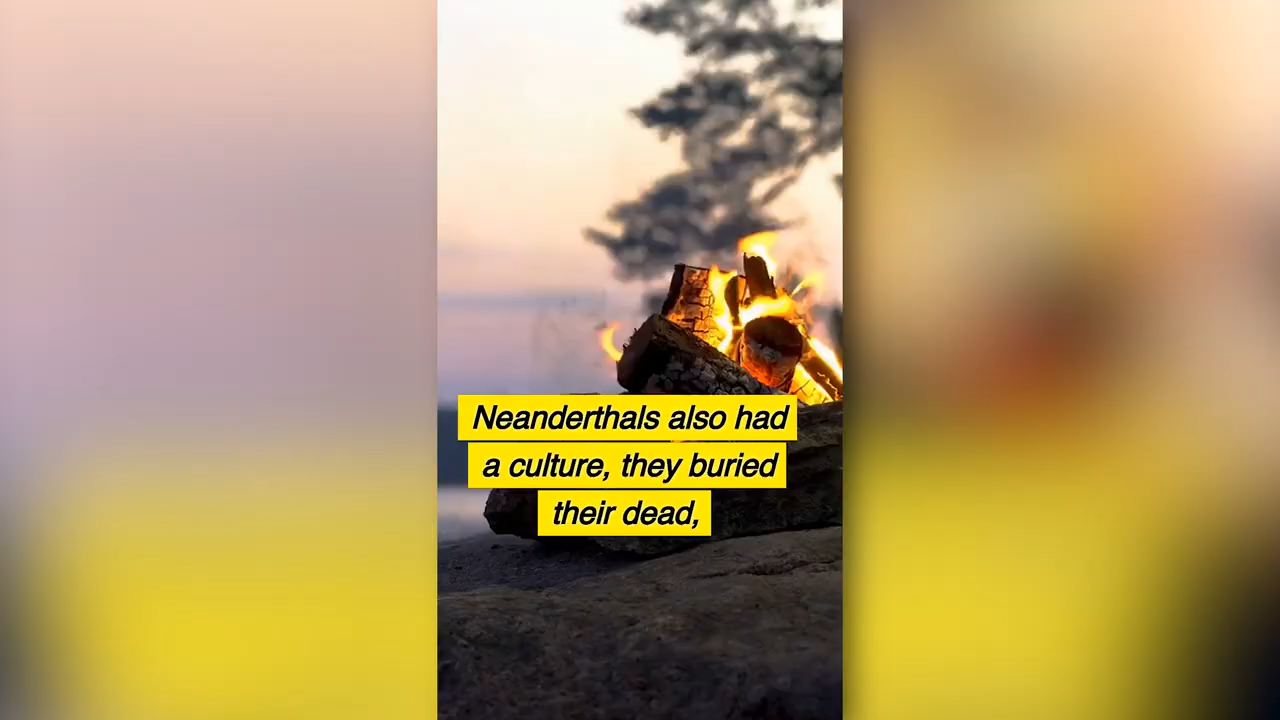 Neanderthals also had
a culture, they buried
their dead,